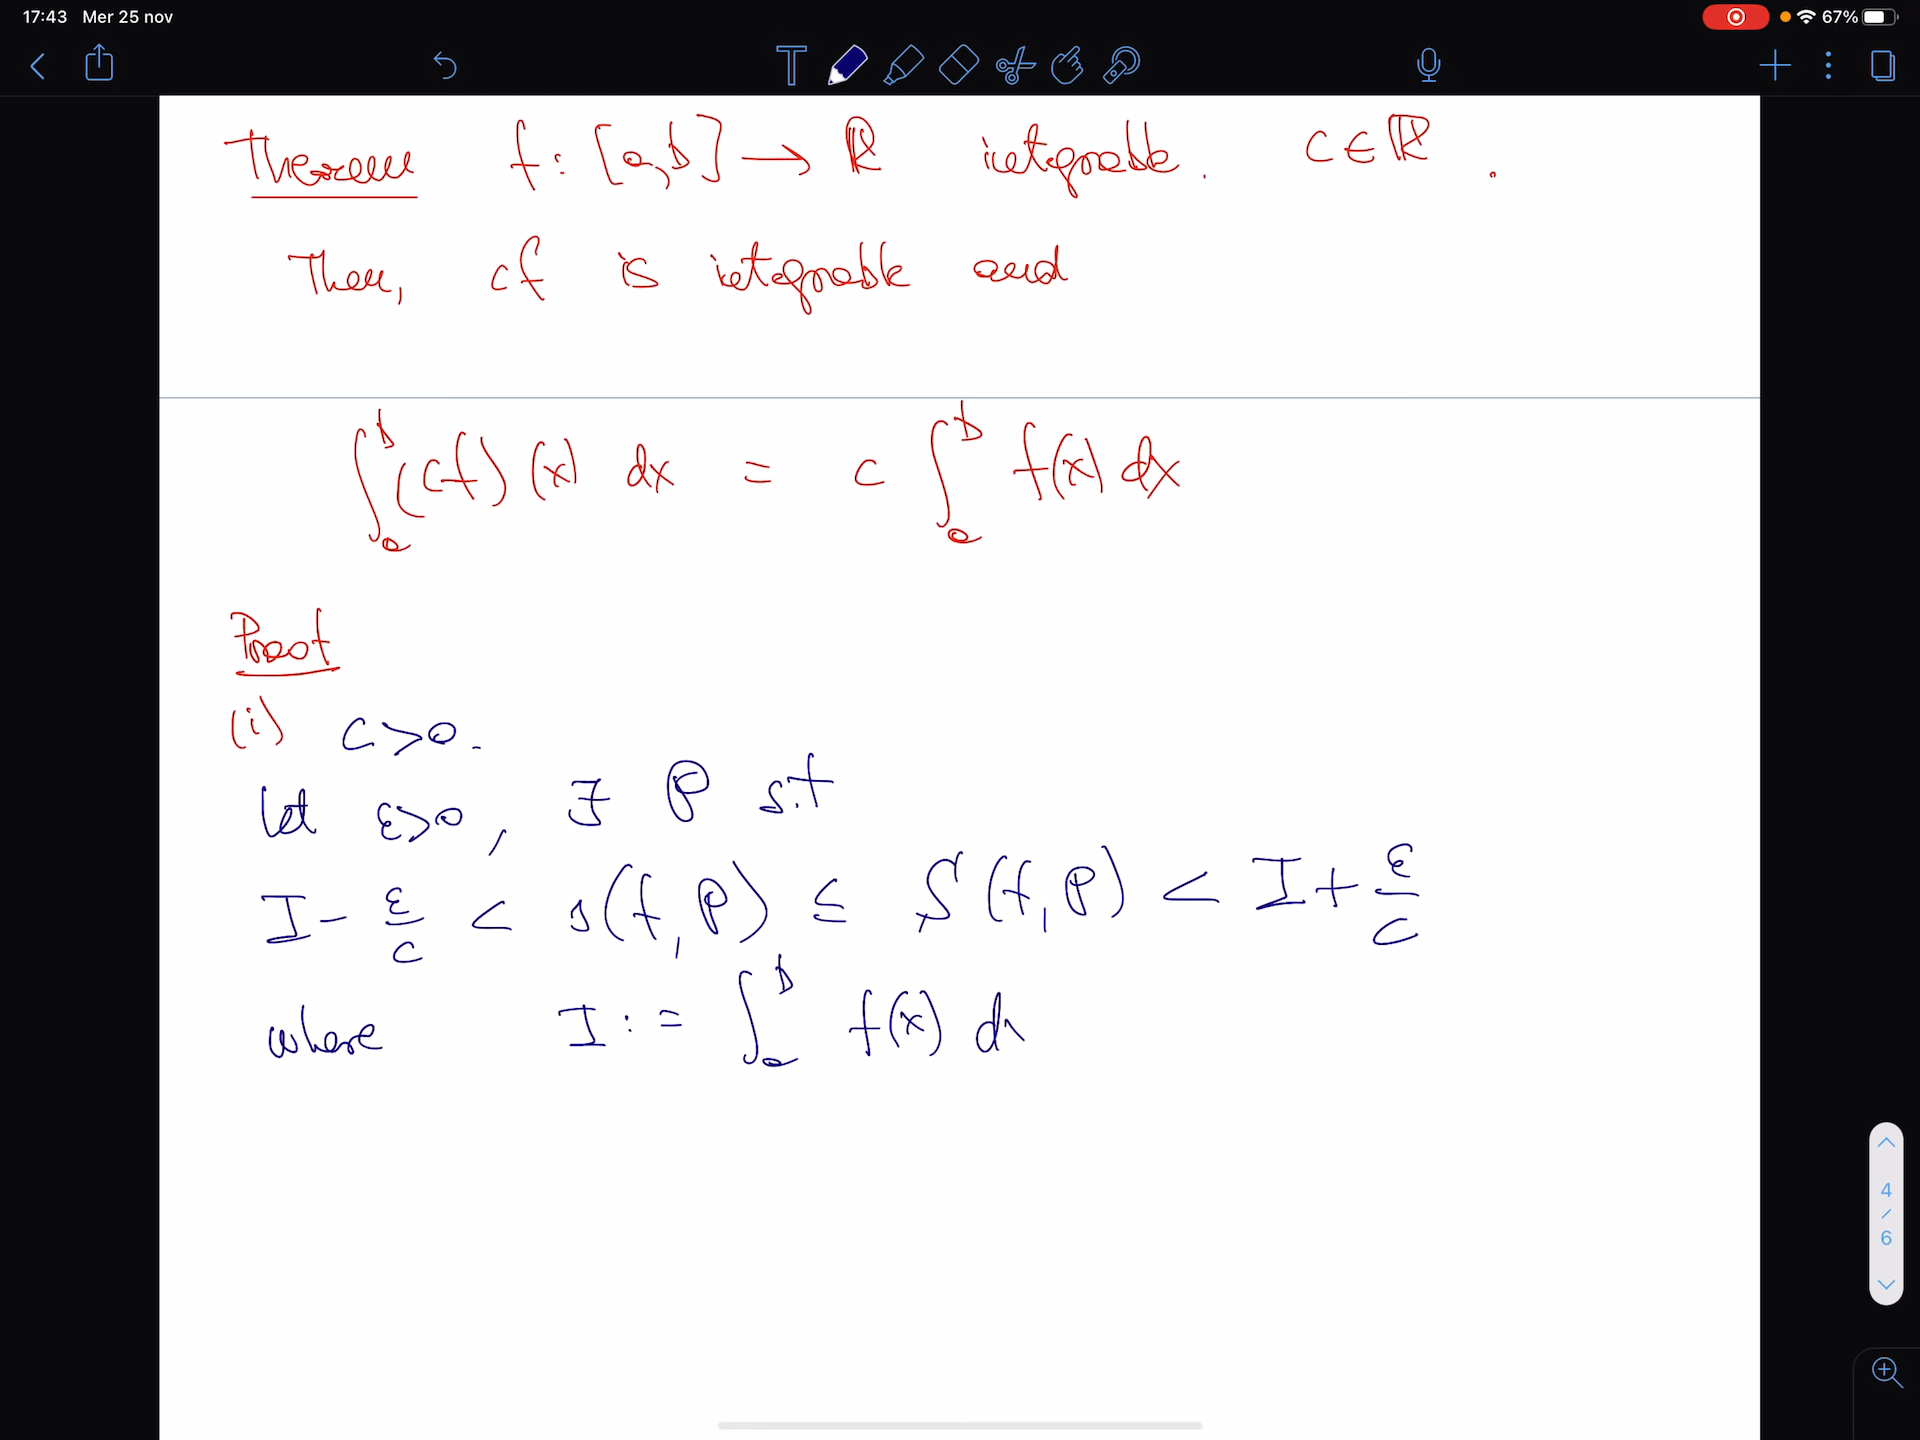 17:43 Mer 25 nov 67%
Theorem f: [a,b] → ℝ integrable. c ∈ ℝ.
Then, cf is integrable and
∫_a^b (cf)(x) dx = c ∫_a^b f(x) dx
Proof
(i) c>0.
Let ε>0, ∃ P s.t
I - ε/c < s(f, P) ≤ S(f, P) < I + ε/c
where I := ∫_a^b f(x) dx
4
/
6